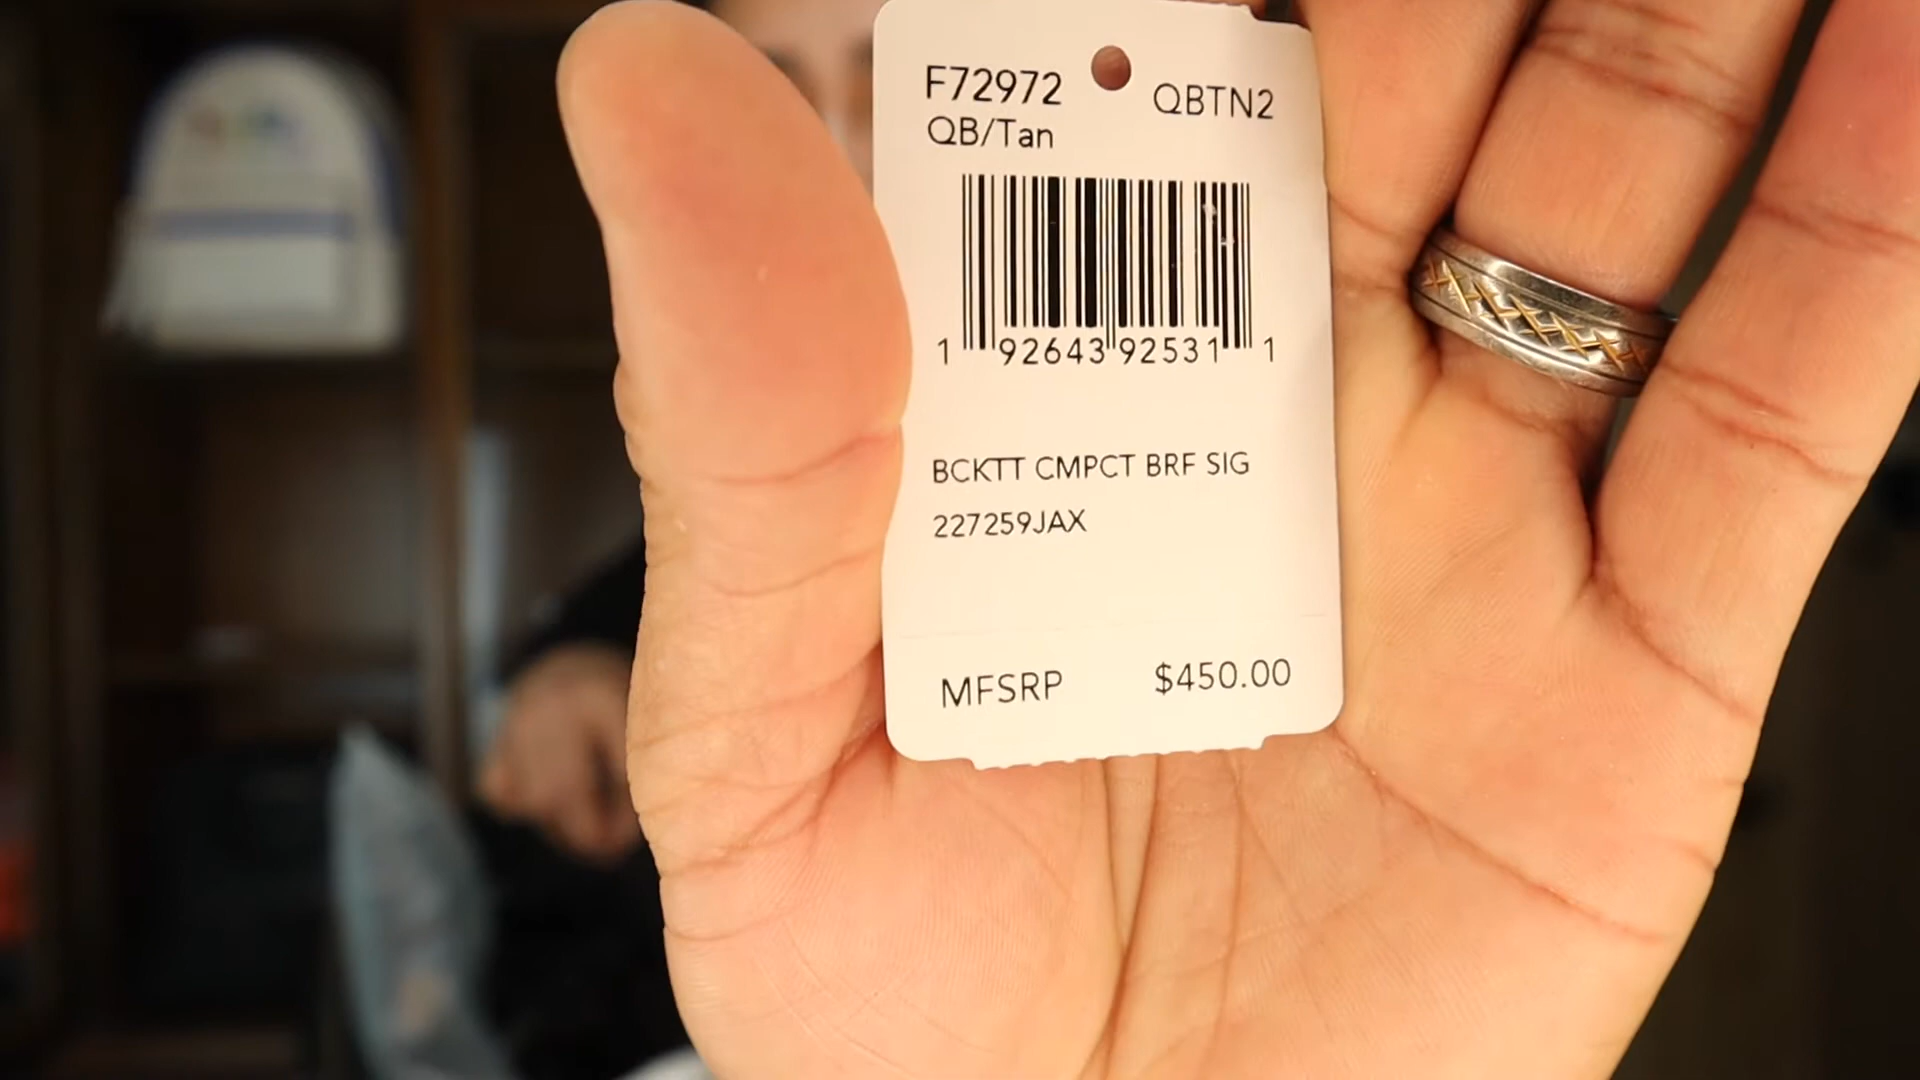 F72972 QBTN2
QB/Tan
1 92643 92531 1
BCKTT CMPCT BRF SIG
227259JAX
MFSRP $450.00